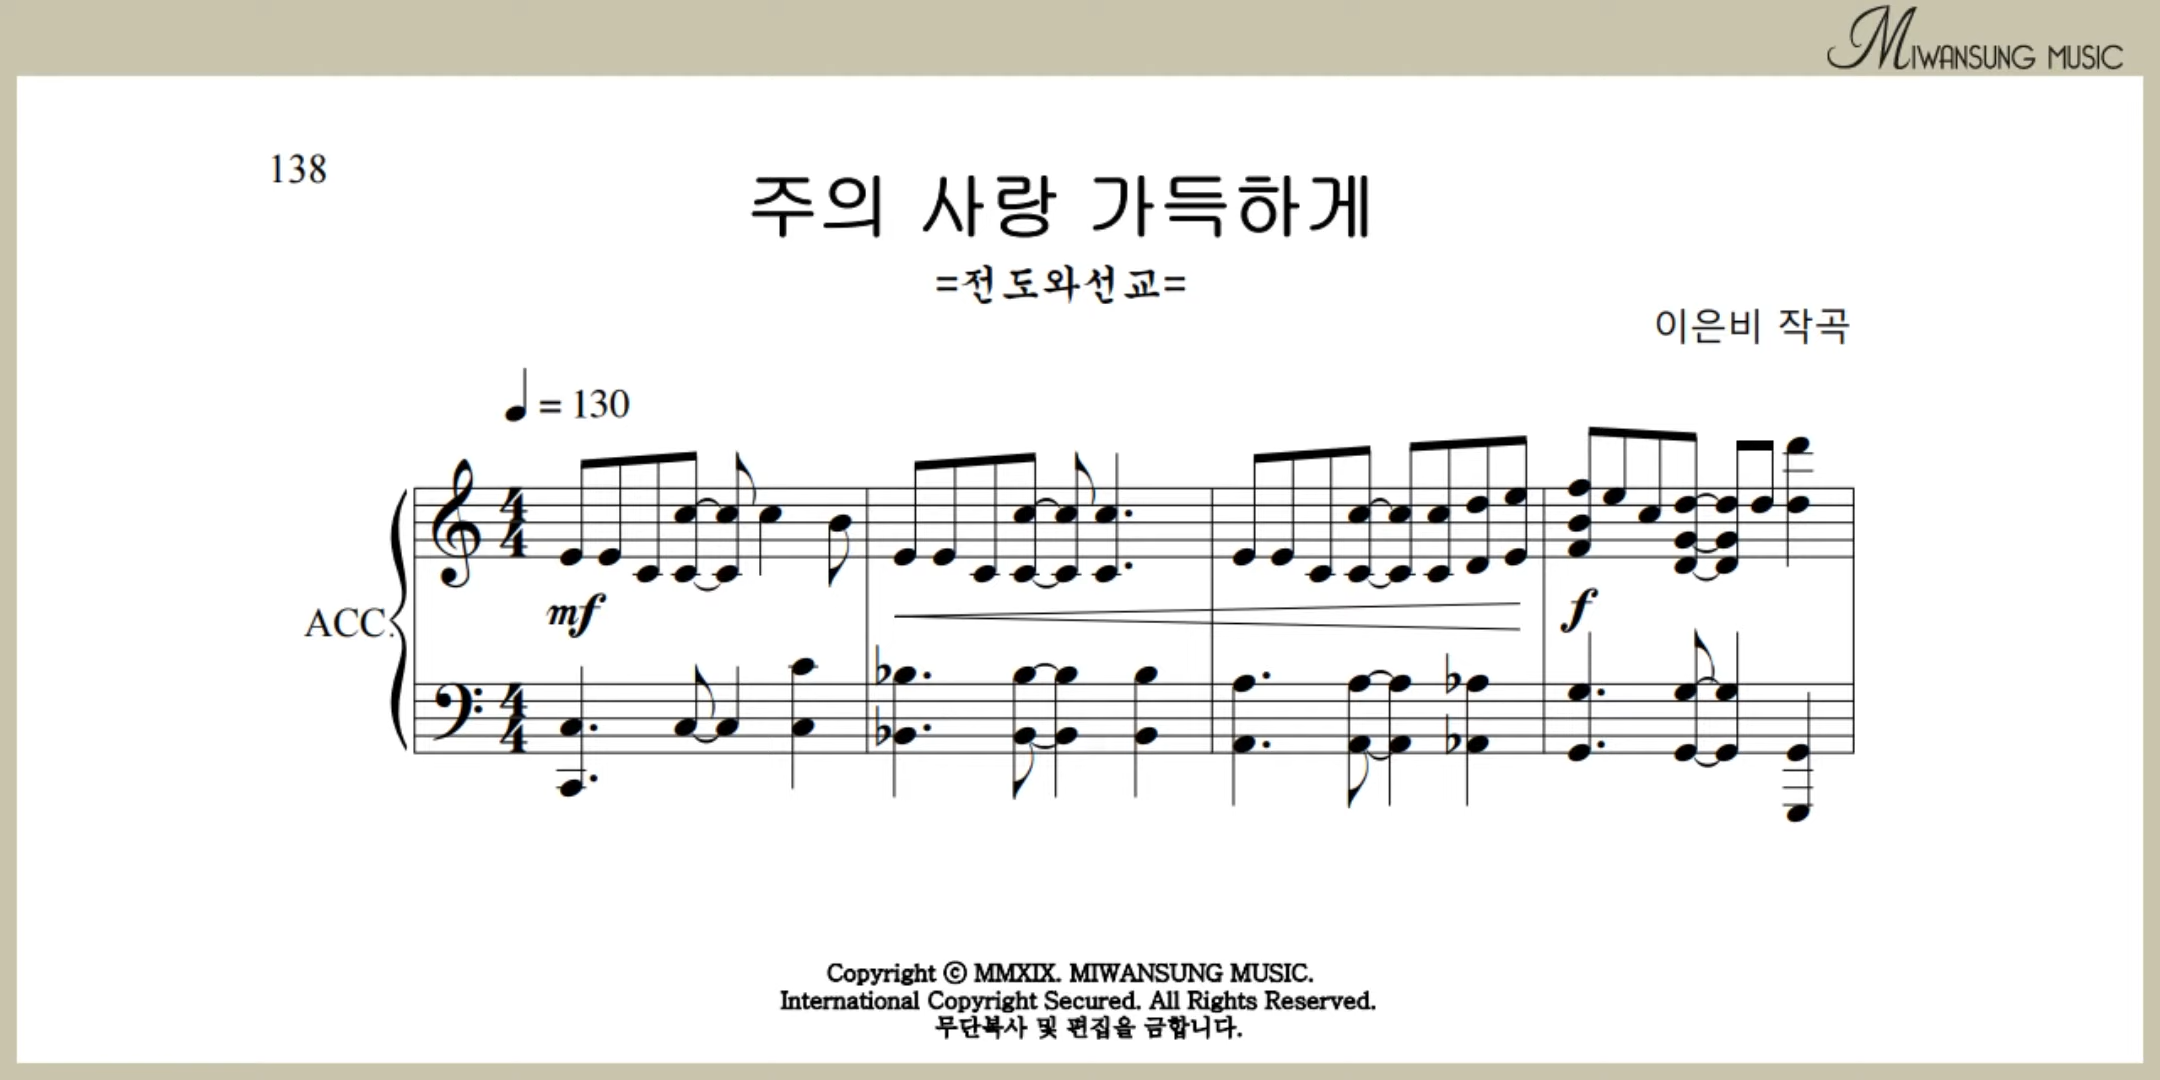 MIWANSUNG MUSIC
138
주의 사랑 가득하게
=전도와선교=
이은비 작곡
= 130
mf
f
ACC.
Copyright ⓒ MMXIX. MIWANSUNG MUSIC.
International Copyright Secured. All Rights Reserved.
무단복사 및 편집을 금합니다.